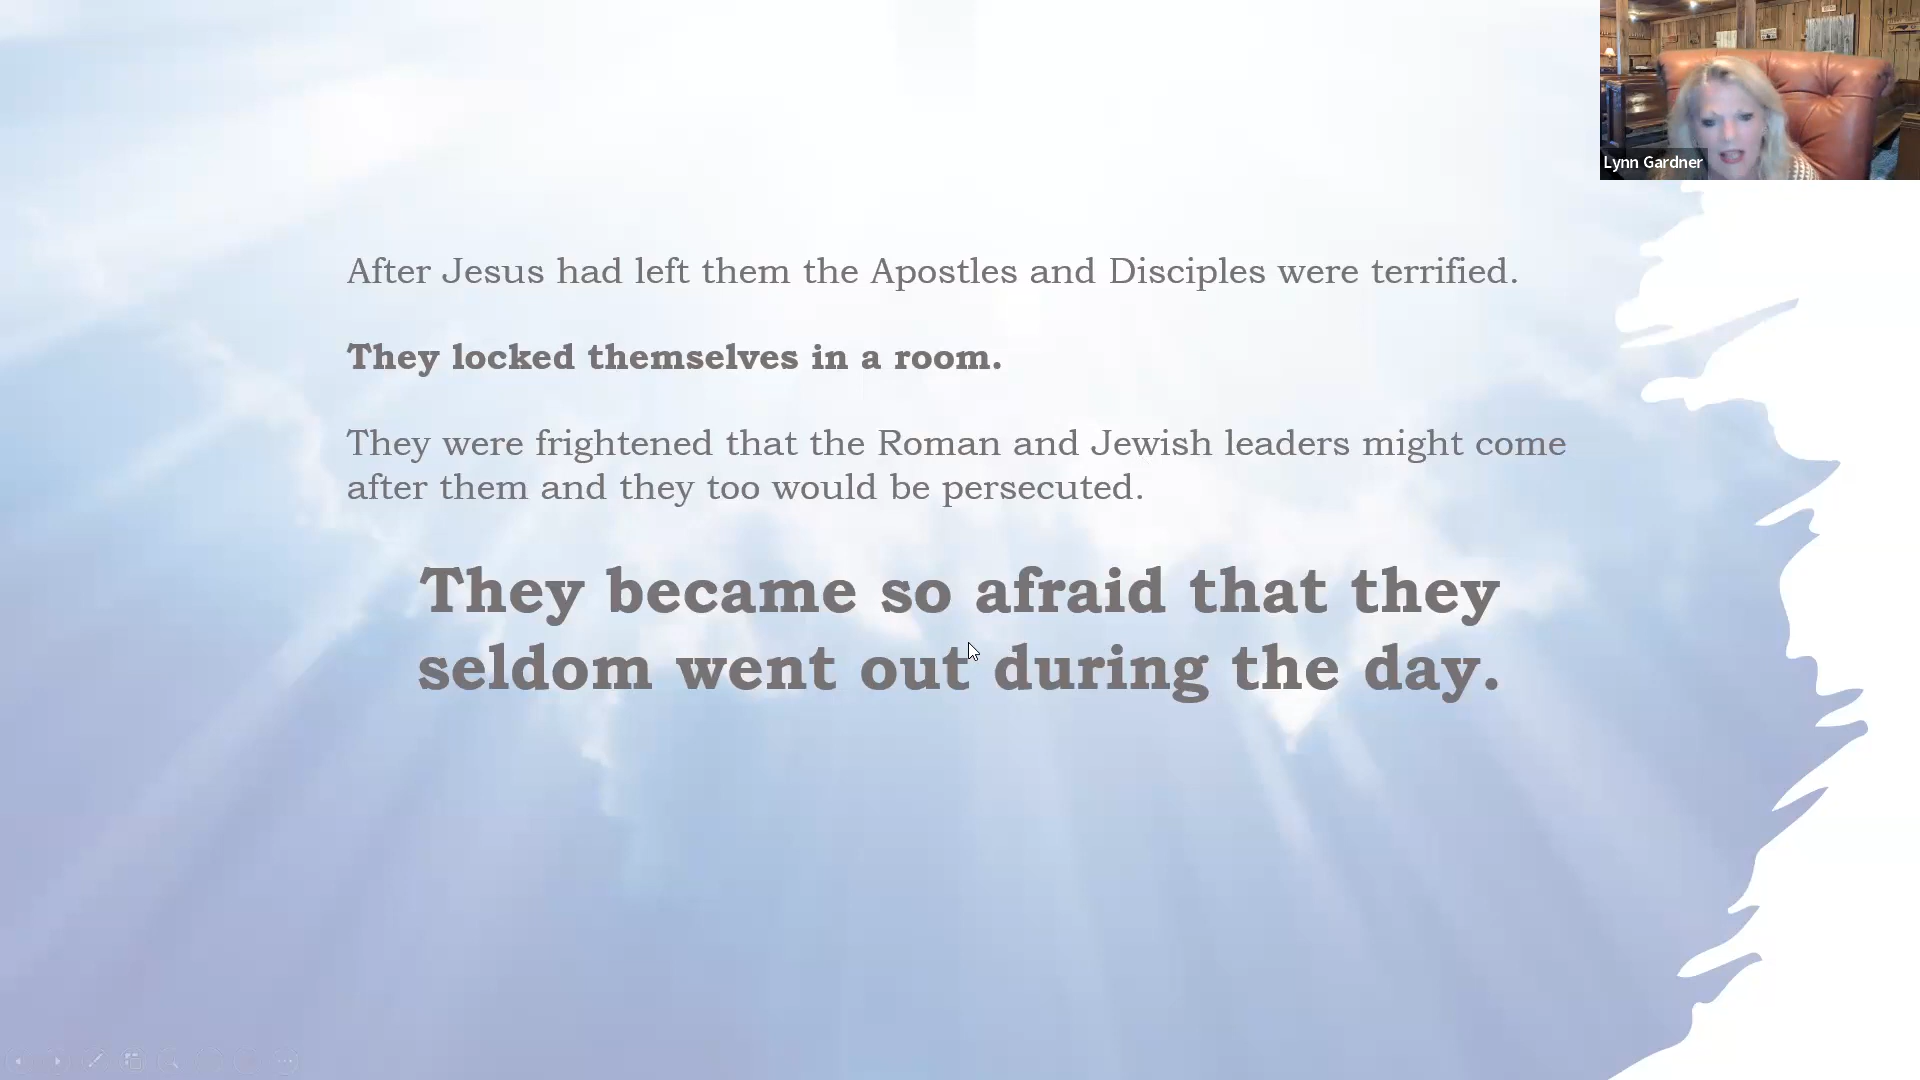 Lynn Gardner
After Jesus had left them the Apostles and Disciples were terrified.
They locked themselves in a room.
They were frightened that the Roman and Jewish leaders might come
after them and they too would be persecuted.
They became so afraid that they
seldom went out during the day.